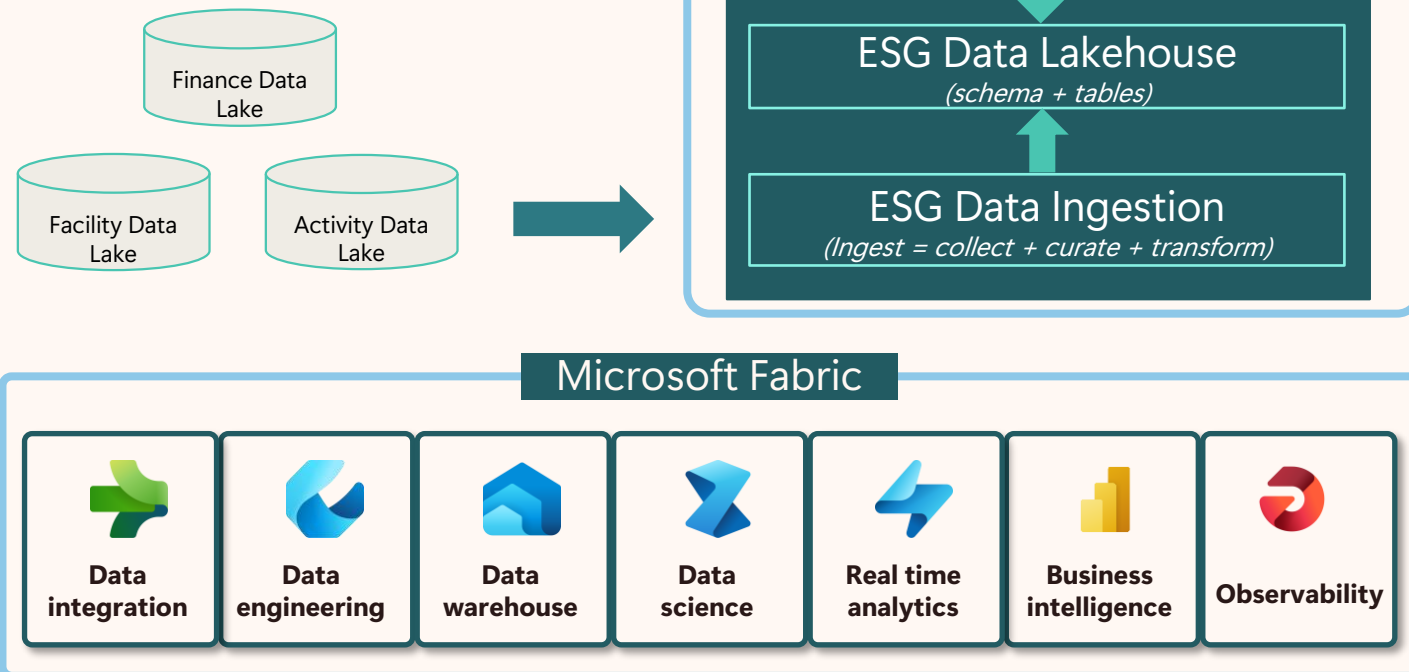 Finance Data
Lake
Facility Data
Lake
Activity Data
Lake
ESG Data Lakehouse
(schema + tables)
ESG Data Ingestion
(Ingest = collect + curate + transform)
Microsoft Fabric
Data
integration
Data
engineering
Data
warehouse
Data
science
Real time
analytics
Business
intelligence
Observability